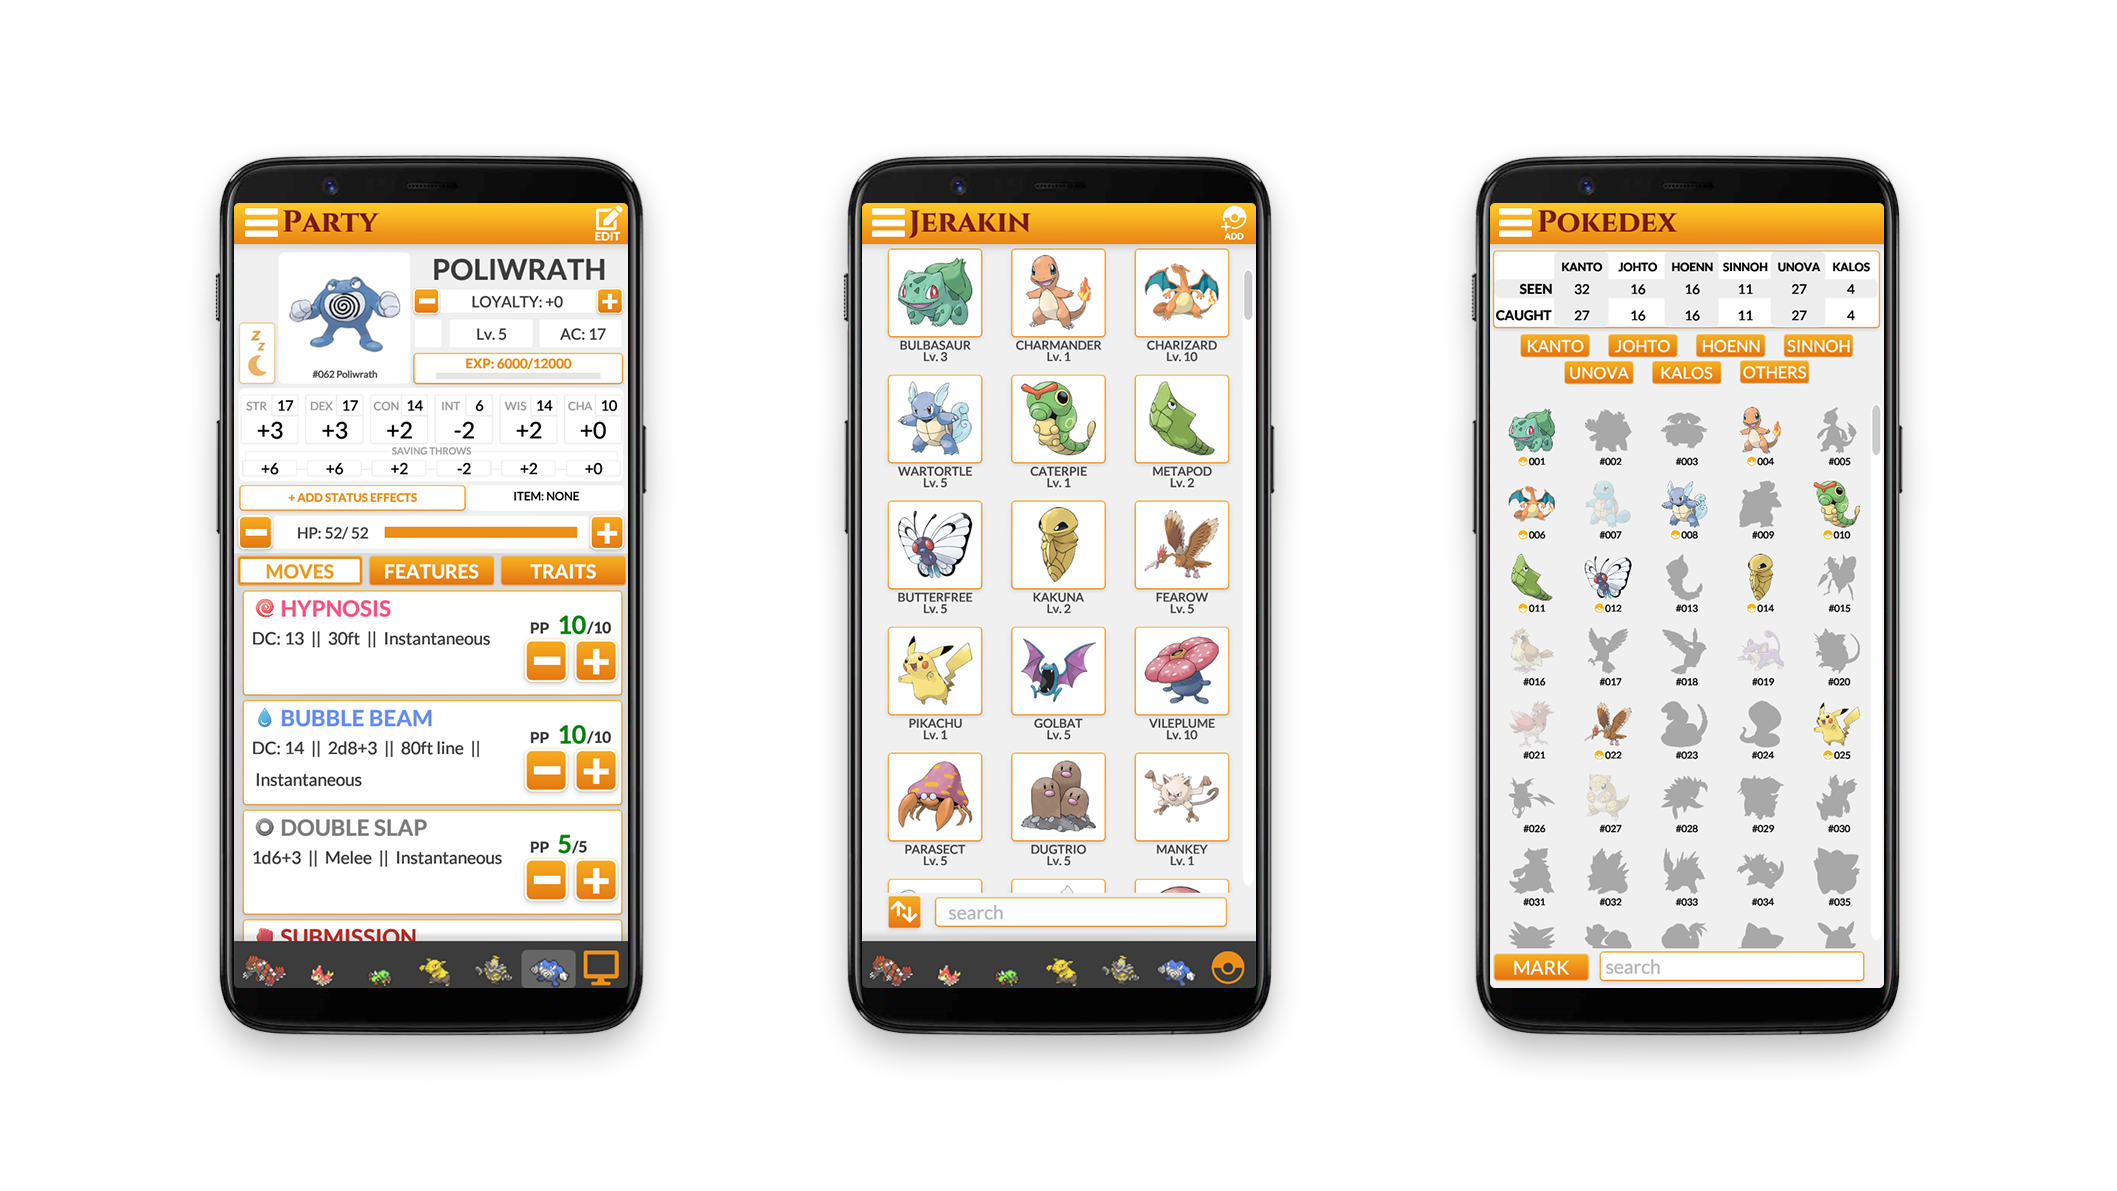 PARTY
EDIT
POLIWRATH
LOYALTY: +0
Lv. 5 AC: 17
EXP: 6000/12000
#062 Poliwrath
z
z
STR 17 DEX 17 CON 14 INT 6 WIS 14 CHA 10
+3 +3 +2 -2 +2 +0
SAVING THROWS
+6 +6 +2 -2 +2 +0
+ ADD STATUS EFFECTS ITEM: NONE
HP: 52/ 52
MOVES FEATURES TRAITS
HYPNOSIS
PP 10/10
DC: 13 || 30ft || Instantaneous
BUBBLE BEAM
PP 10/10
DC: 14 || 2d8+3 || 80ft line ||
Instantaneous
DOUBLE SLAP
PP 5/5
1d6+3 || Melee || Instantaneous
SUBMISSION
JERAKIN
ADD
BULBASAUR CHARMANDER CHARIZARD
Lv. 3 Lv. 1 Lv. 10
WARTORTLE CATERPIE METAPOD
Lv. 5 Lv. 1 Lv. 2
BUTTERFREE KAKUNA FEAROW
Lv. 5 Lv. 2 Lv. 5
PIKACHU GOLBAT VILEPLUME
Lv. 1 Lv. 5 Lv. 10
PARASECT DUGTRIO MANKEY
Lv. 5 Lv. 5 Lv. 1
search
POKEDEX
KANTO JOHTO HOENN SINNOH UNOVA KALOS
SEEN 32 16 16 11 27 4
CAUGHT 27 16 16 11 27 4
KANTO JOHTO HOENN SINNOH
UNOVA KALOS OTHERS
001 #002 #003 004 #005
006 #007 008 #009 010
011 012 #013 014 #015
#016 #017 #018 #019 #020
#021 022 #023 #024 025
#026 #027 #028 #029 #030
#031 #032 #033 #034 #035
MARK search